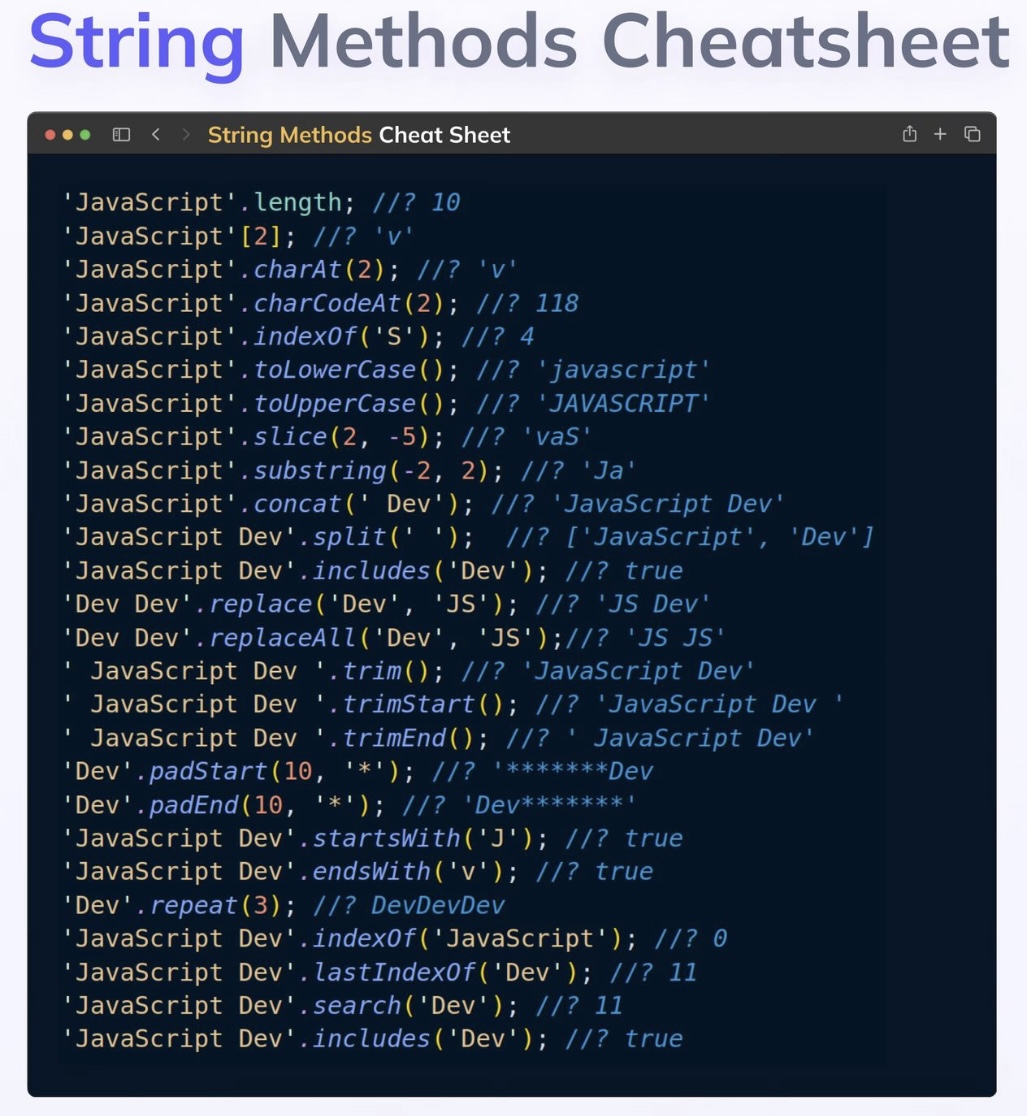 String Methods Cheatsheet
String Methods Cheat Sheet
'JavaScript'.length; //? 10
'JavaScript'[2]; //? 'v'
'JavaScript'.charAt(2); //? 'v'
'JavaScript'.charCodeAt(2); //? 118
'JavaScript'.indexOf('S'); //? 4
'JavaScript'.toLowerCase(); //? 'javascript'
'JavaScript'.toUpperCase(); //? 'JAVASCRIPT'
'JavaScript'.slice(2, -5); //? 'vaS'
'JavaScript'.substring(-2, 2); //? 'Ja'
'JavaScript'.concat(' Dev'); //? 'JavaScript Dev'
'JavaScript Dev'.split(' ');  //? ['JavaScript', 'Dev']
'JavaScript Dev'.includes('Dev'); //? true
'Dev Dev'.replace('Dev', 'JS'); //? 'JS Dev'
'Dev Dev'.replaceAll('Dev', 'JS');//? 'JS JS'
' JavaScript Dev '.trim(); //? 'JavaScript Dev'
' JavaScript Dev '.trimStart(); //? 'JavaScript Dev '
' JavaScript Dev '.trimEnd(); //? ' JavaScript Dev'
'Dev'.padStart(10, '*'); //? '*******Dev
'Dev'.padEnd(10, '*'); //? 'Dev*******'
'JavaScript Dev'.startsWith('J'); //? true
'JavaScript Dev'.endsWith('v'); //? true
'Dev'.repeat(3); //? DevDevDev
'JavaScript Dev'.indexOf('JavaScript'); //? 0
'JavaScript Dev'.lastIndexOf('Dev'); //? 11
'JavaScript Dev'.search('Dev'); //? 11
'JavaScript Dev'.includes('Dev'); //? true